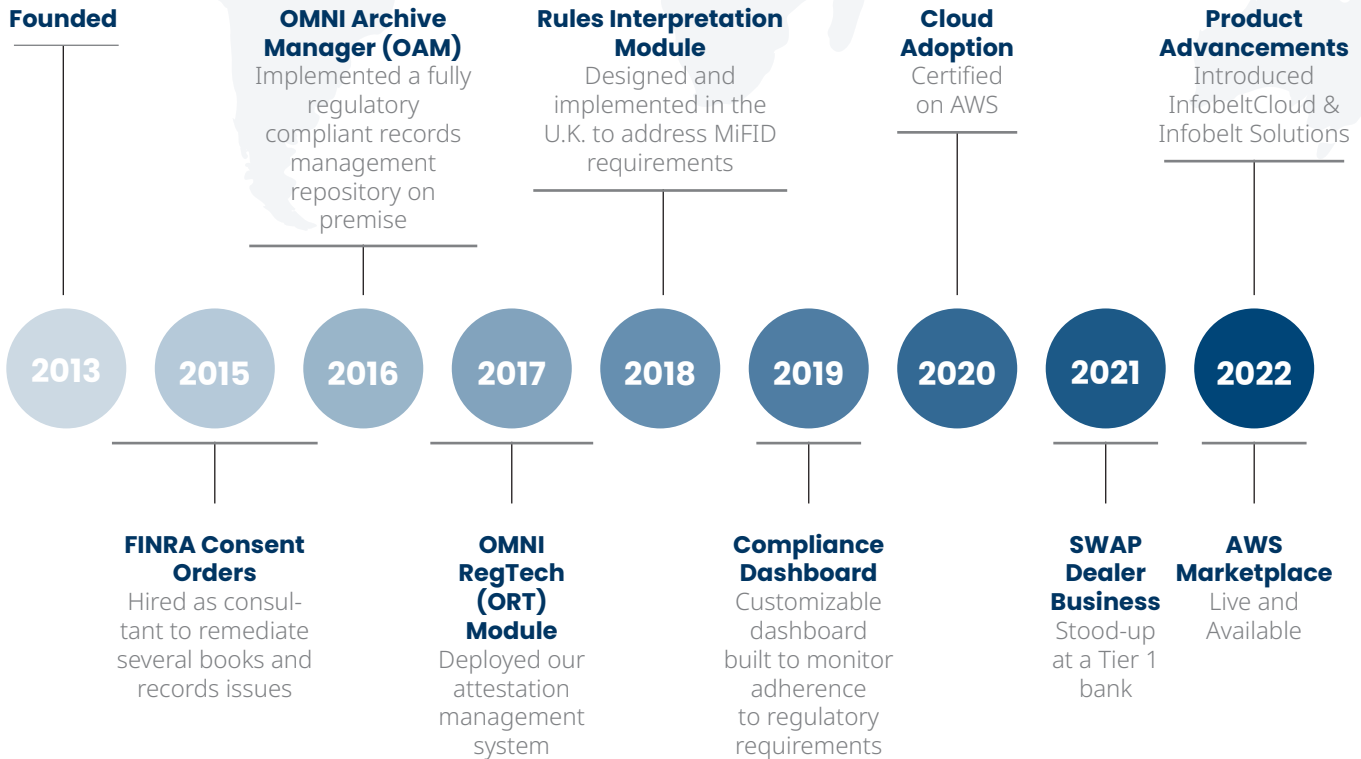 Founded
OMNI Archive
Manager (OAM)
Implemented a fully
regulatory
compliant records
management
repository on
premise
Rules Interpretation
Module
Designed and
implemented in the
U.K. to address MiFID
requirements
Cloud
Adoption
Certified
on AWS
Product
Advancements
Introduced
InfobeltCloud &
Infobelt Solutions
2013
2015
2016
2017
2018
2019
2020
2021
2022
FINRA Consent
Orders
Hired as consul-
tant to remediate
several books and
records issues
OMNI
RegTech
(ORT)
Module
Deployed our
attestation
management
system
Compliance
Dashboard
Customizable
dashboard
built to monitor
adherence
to regulatory
requirements
SWAP
Dealer
Business
Stood-up
at a Tier 1
bank
AWS
Marketplace
Live and
Available